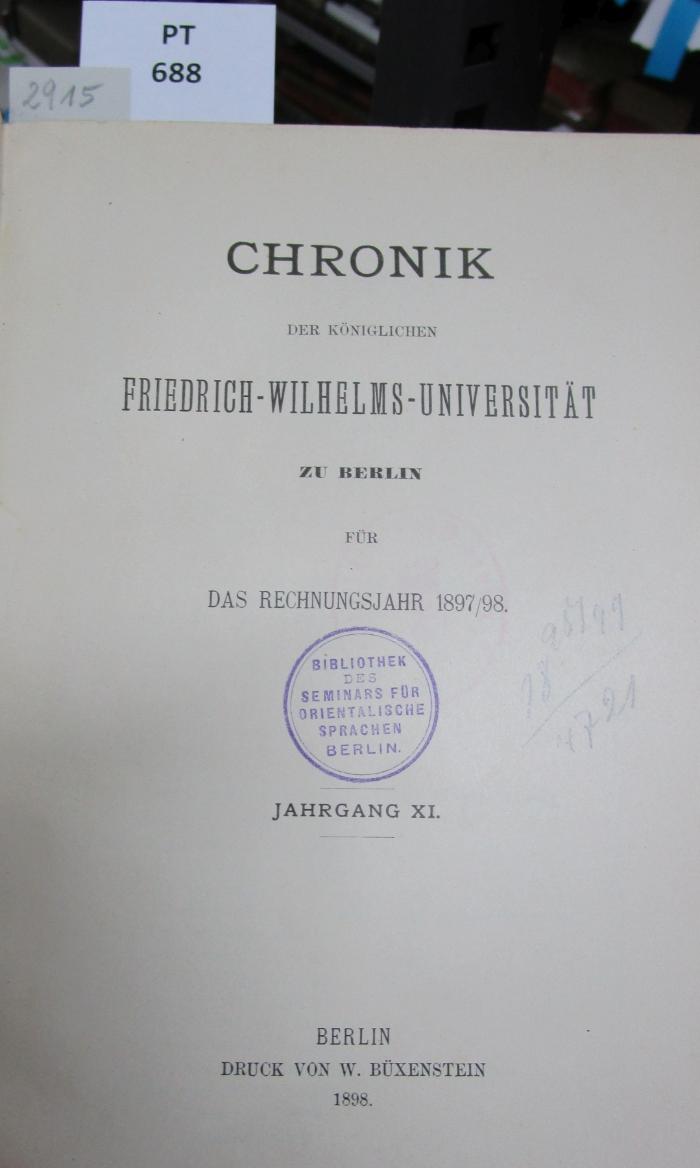 PT
688
2915
CHRONIK
DER KÖNIGLICHEN
FRIEDRICH-WILHELMS-UNIVERSITÄT
ZU BERLIN
FÜR
DAS RECHNUNGSJAHR 1897/98.
BIBLIOTHEK
DES
SEMINARS FÜR
ORIENTALISCHE
SPRACHEN
BERLIN.
JAHRGANG XI.
BERLIN
DRUCK VON W. BÜXENSTEIN
1898.